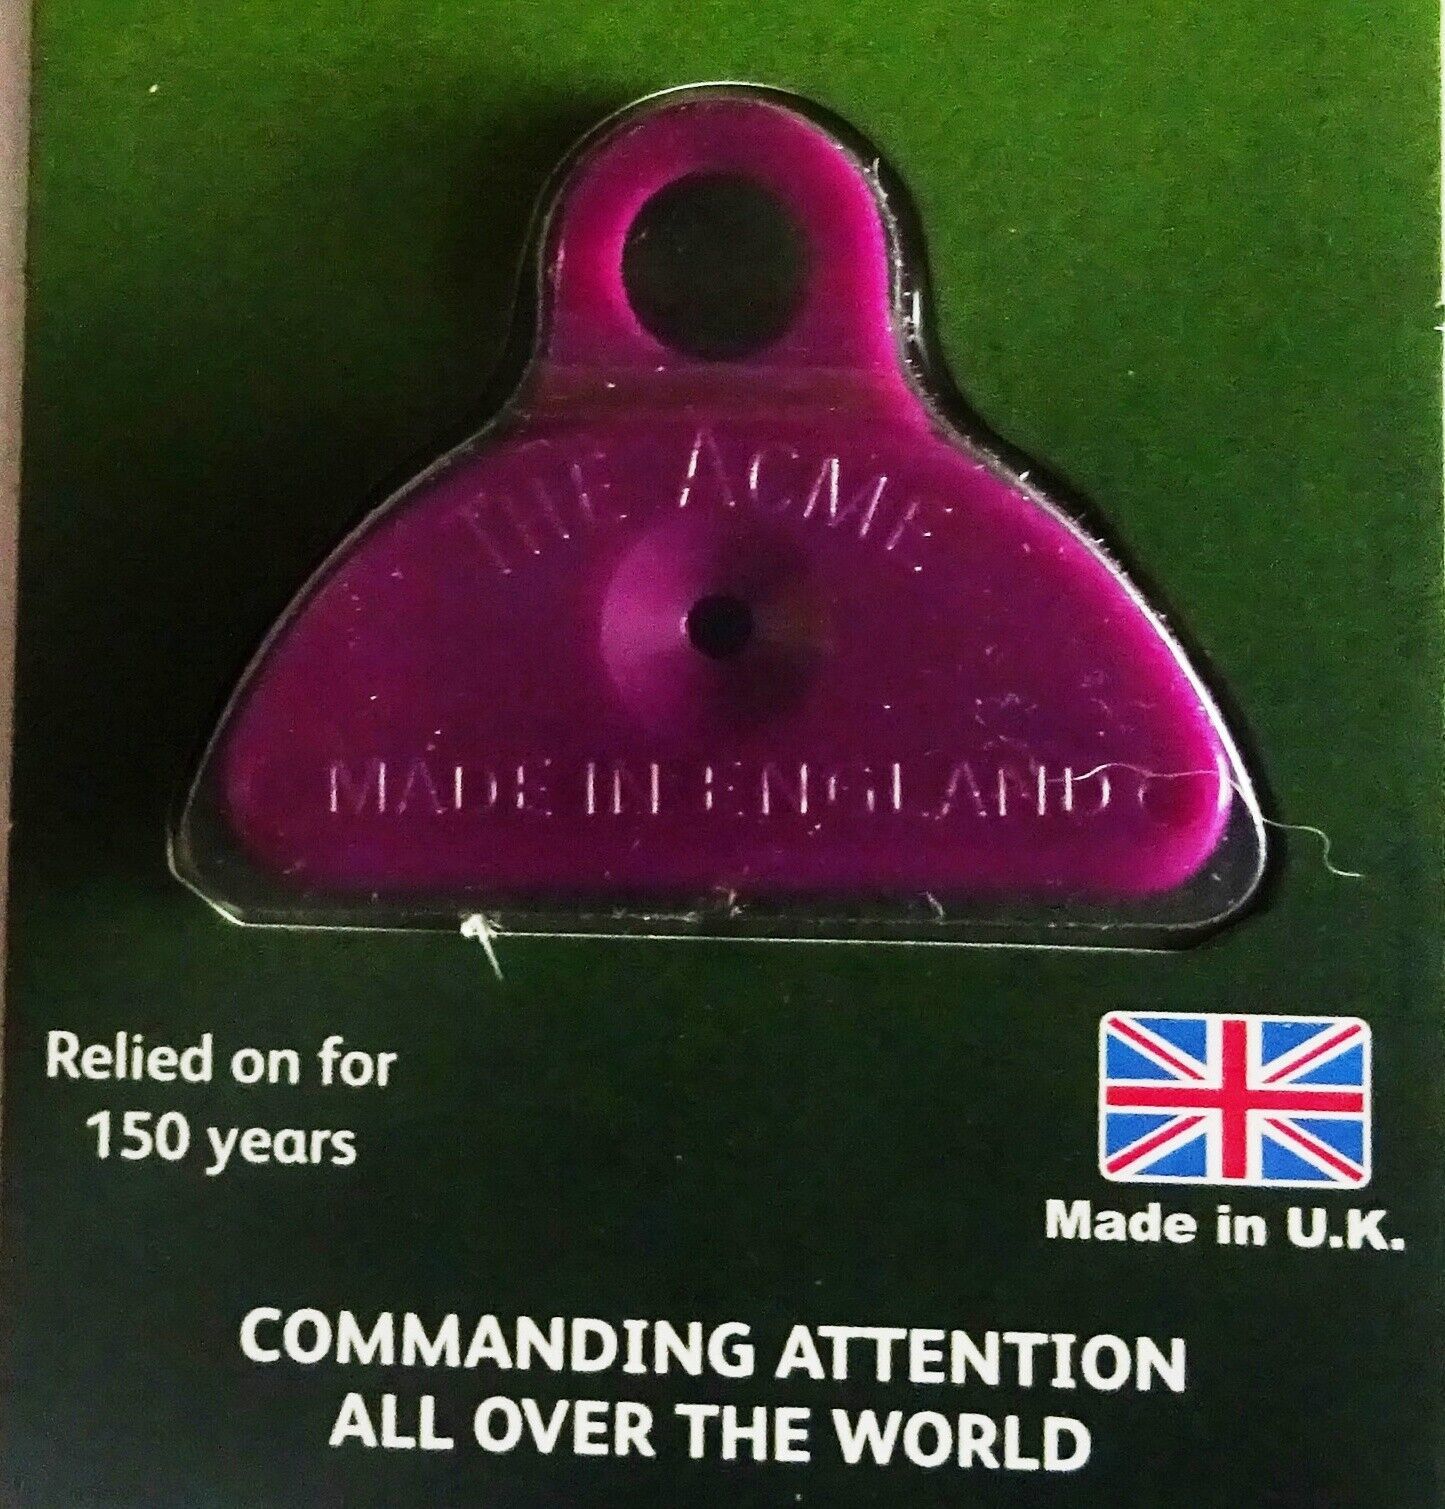 THE ACME
MADE IN ENGLAND
Relied on for
150 years
Made in U.K.
COMMANDING ATTENTION
ALL OVER THE WORLD